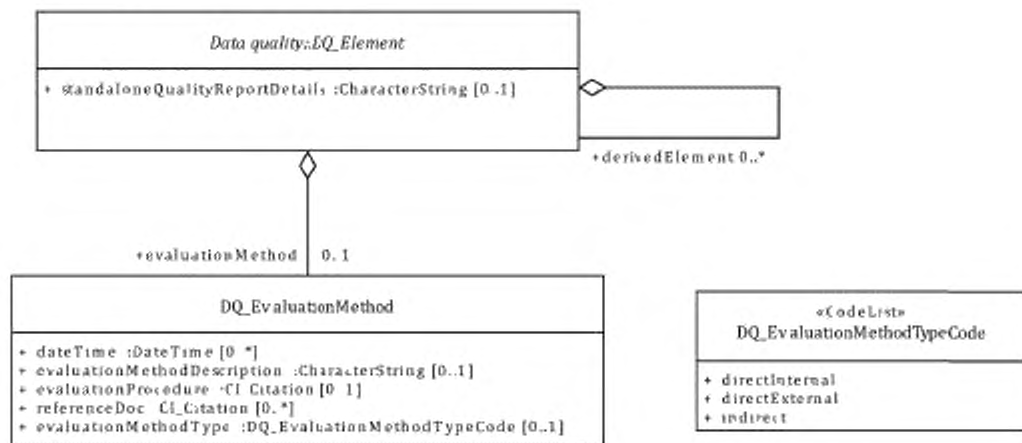 Data quality::DQ_Element
+ standaloneQualityReportDetails :CharacterString [0..1]
+derivedElement 0..*
+evaluationMethod 0..1
DQ_EvaluationMethod
+ dateTime :DateTime [0..*]
+ evaluationMethodDescription :CharacterString [0..1]
+ evaluationProcedure :CI_Citation [0..1]
+ referenceDoc :CI_Citation [0..*]
+ evaluationMethodType :DQ_EvaluationMethodTypeCode [0..1]
«CodeList»
DQ_EvaluationMethodTypeCode
+ directInternal
+ directExternal
+ indirect